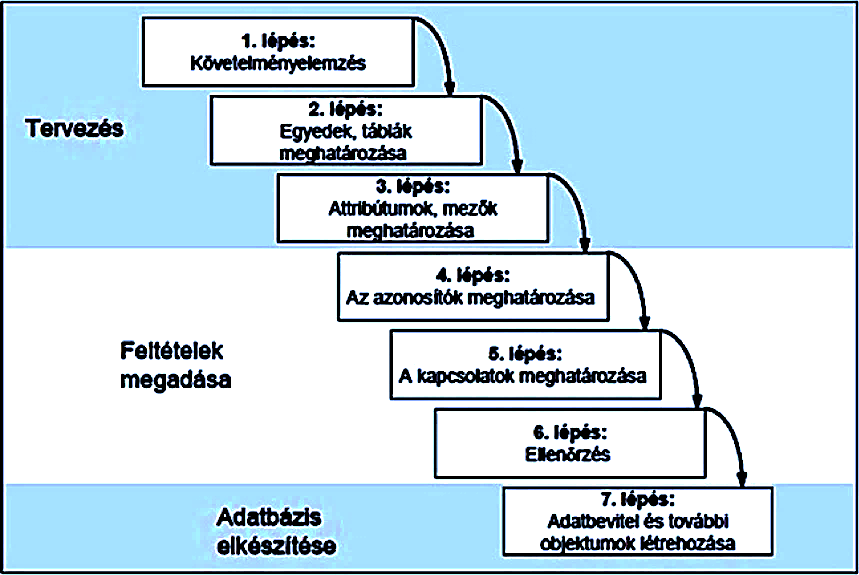 1. lépés:
Követelményelemzés
2. lépés:
Egyedek, táblák
meghatározása
Tervezés
3. lépés:
Attribútumok, mezők
meghatározása
4. lépés:
Az azonosítók meghatározása
Feltételek
megadása
5. lépés:
A kapcsolatok meghatározása
6. lépés:
Ellenőrzés
7. lépés:
Adatbevitel és további
objektumok létrehozása
Adatbázis
elkészítése